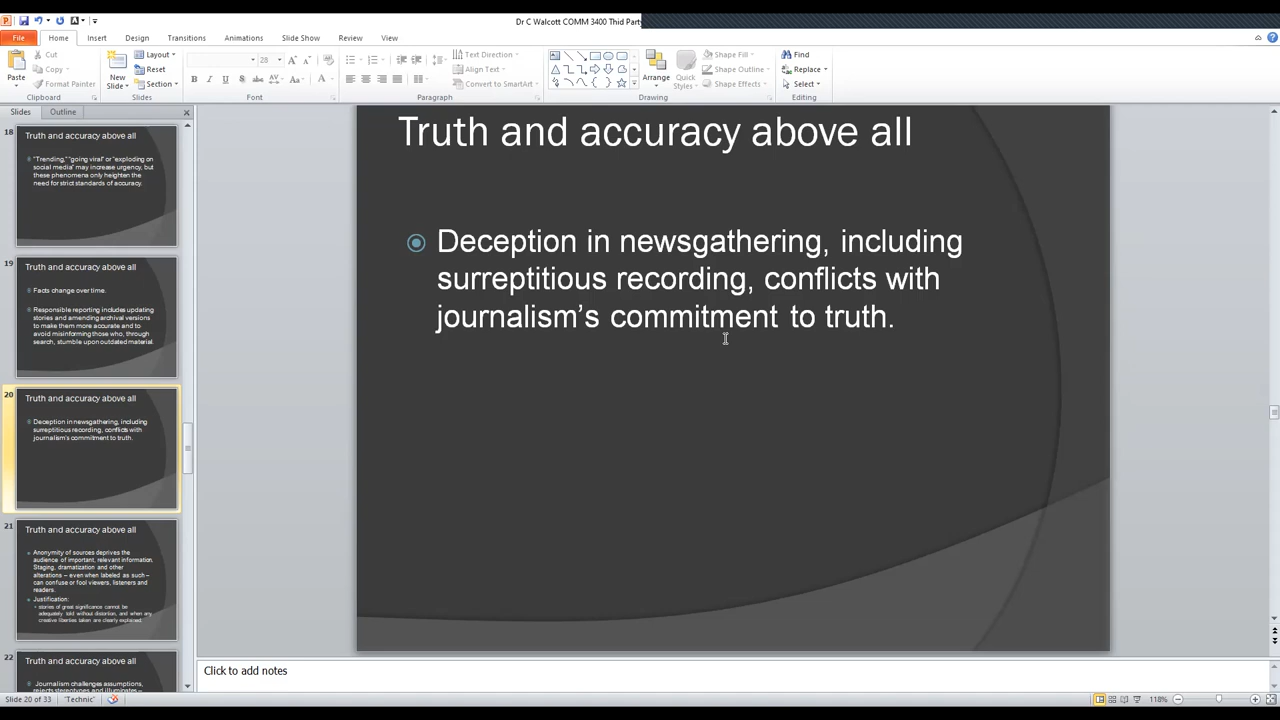 Dr C Walcott COMM 3400 Thid Party
File Home Insert Design Transitions Animations Slide Show Review View
Cut
Copy
Format Painter
Paste
Clipboard
New
Slide
Layout
Reset
Section
Slides
28
Font
Text Direction
Align Text
Convert to SmartArt
Paragraph
Arrange
Quick
Styles
Shape Fill
Shape Outline
Shape Effects
Drawing
Find
Replace
Select
Editing
Slides Outline
18
Truth and accuracy above all
"Trending," "going viral" or "exploding on
social media" may increase urgency, but
these phenomena only heighten the
need for strict standards of accuracy.
19
Truth and accuracy above all
Facts change over time.
Responsible reporting includes updating
stories and amending archival versions
to make them more accurate and to
avoid misinforming those who, through
search, stumble upon outdated material.
20
Truth and accuracy above all
Deception in newsgathering, including
surreptitious recording, conflicts with
journalism's commitment to truth.
21
Truth and accuracy above all
Anonymity of sources deprives the
audience of important, relevant information.
Staging, dramatization and other
alterations – even when labeled as such –
can confuse or fool viewers, listeners and
readers.
Justification:
stories of great significance cannot be
adequately told without distortion, and when any
creative liberties taken are clearly explained.
22
Truth and accuracy above all
Journalism challenges assumptions,
rejects stereotypes and illuminates –
Truth and accuracy above all
Deception in newsgathering, including
surreptitious recording, conflicts with
journalism's commitment to truth.
Click to add notes
Slide 20 of 33 "Technic" 118%